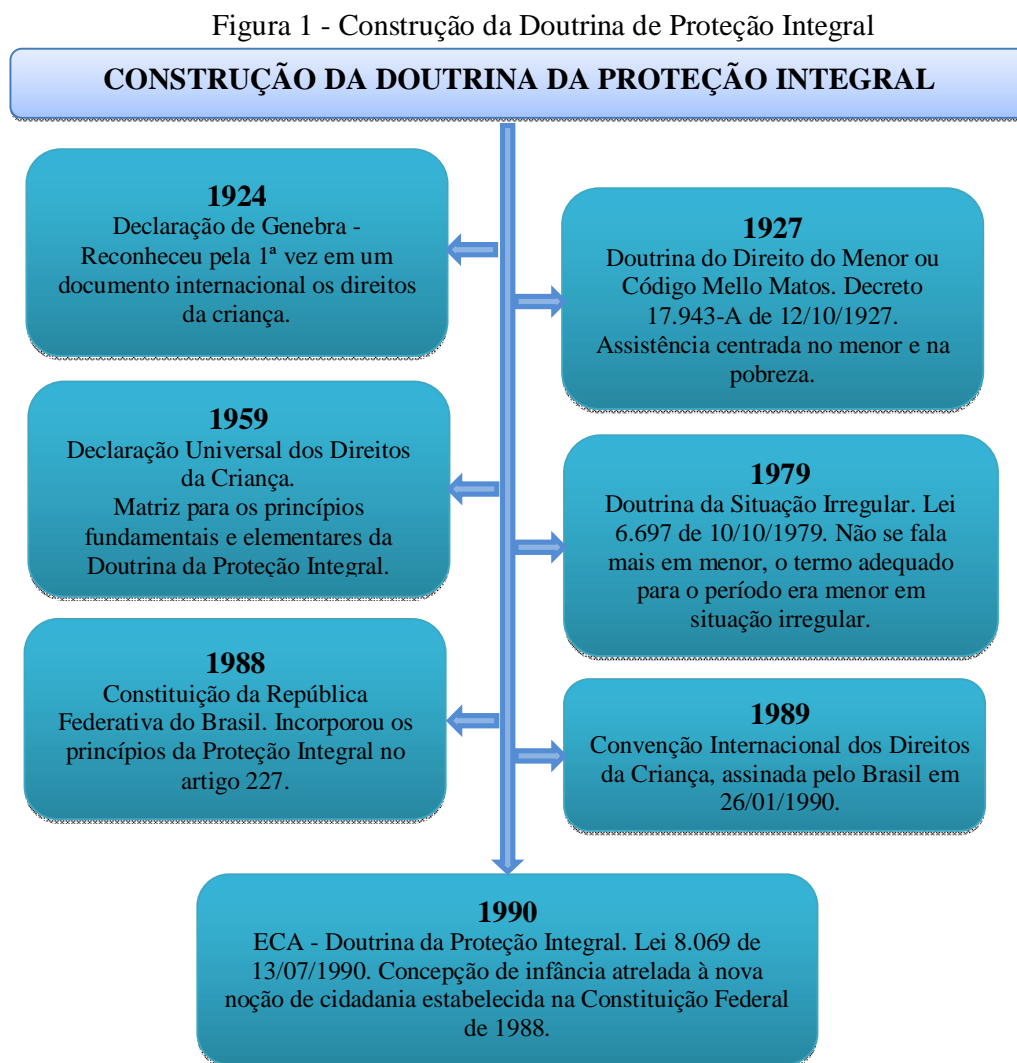 Figura 1 - Construção da Doutrina de Proteção Integral
CONSTRUÇÃO DA DOUTRINA DA PROTEÇÃO INTEGRAL
1924
Declaração de Genebra -
Reconheceu pela 1ª vez em um
documento internacional os direitos
da criança.
1927
Doutrina do Direito do Menor ou
Código Mello Matos. Decreto
17.943-A de 12/10/1927.
Assistência centrada no menor e na
pobreza.
1959
Declaração Universal dos Direitos
da Criança.
Matriz para os princípios
fundamentais e elementares da
Doutrina da Proteção Integral.
1979
Doutrina da Situação Irregular. Lei
6.697 de 10/10/1979. Não se fala
mais em menor, o termo adequado
para o período era menor em
situação irregular.
1988
Constituição da República
Federativa do Brasil. Incorporou os
princípios da Proteção Integral no
artigo 227.
1989
Convenção Internacional dos Direitos
da Criança, assinada pelo Brasil em
26/01/1990.
1990
ECA - Doutrina da Proteção Integral. Lei 8.069 de
13/07/1990. Concepção de infância atrelada à nova
noção de cidadania estabelecida na Constituição Federal
de 1988.